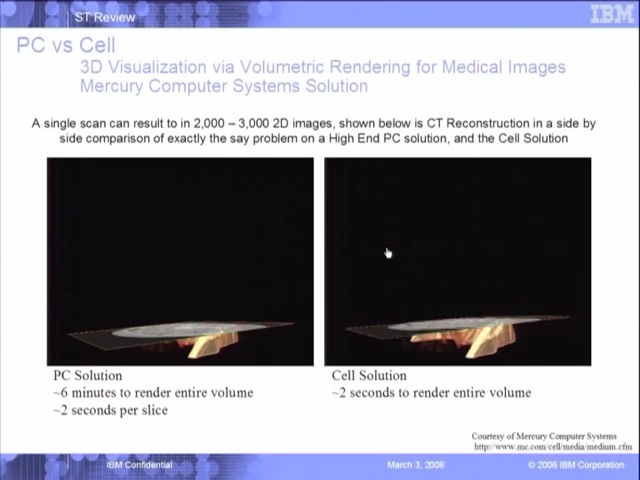 ST Review
IBM
PC vs Cell
3D Visualization via Volumetric Rendering for Medical Images
Mercury Computer Systems Solution
A single scan can result to in 2,000 – 3,000 2D images, shown below is CT Reconstruction in a side by
side comparison of exactly the say problem on a High End PC solution, and the Cell Solution
PC Solution
~6 minutes to render entire volume
~2 seconds per slice
Cell Solution
~2 seconds to render entire volume
Courtesy of Mercury Computer Systems
http://www.mc.com/cell/media/medium.cfm
IBM Confidential
March 3, 2006
© 2006 IBM Corporation